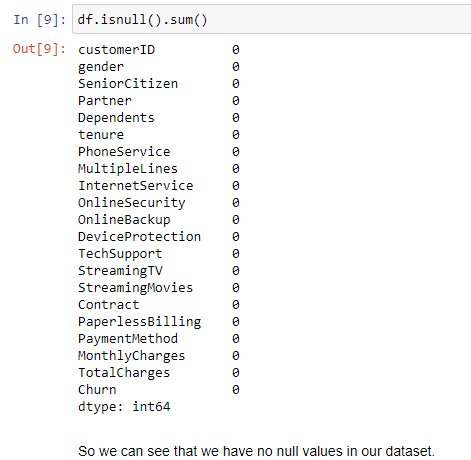 In [9]: df.isnull().sum()
Out[9]: customerID 0
gender 0
SeniorCitizen 0
Partner 0
Dependents 0
tenure 0
PhoneService 0
MultipleLines 0
InternetService 0
OnlineSecurity 0
OnlineBackup 0
DeviceProtection 0
TechSupport 0
StreamingTV 0
StreamingMovies 0
Contract 0
PaperlessBilling 0
PaymentMethod 0
MonthlyCharges 0
TotalCharges 0
Churn 0
dtype: int64
So we can see that we have no null values in our dataset.